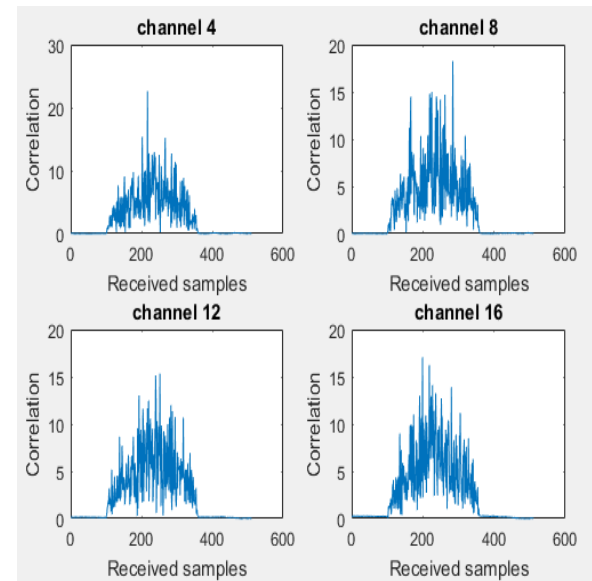 channel 4
30
20
10
0
Correlation
0 200 400 600
Received samples
channel 8
20
15
10
5
0
Correlation
0 200 400 600
Received samples
channel 12
20
15
10
5
0
Correlation
0 200 400 600
Received samples
channel 16
20
15
10
5
0
Correlation
0 200 400 600
Received samples